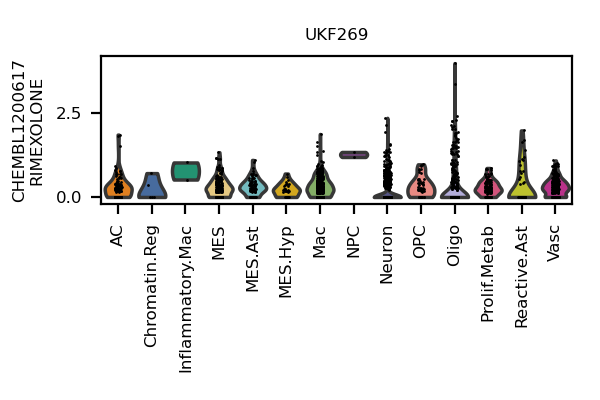 UKF269
CHEMBL1200617
RIMEXOLONE
2.5
0.0
AC
Chromatin.Reg
Inflammatory.Mac
MES
MES.Ast
MES.Hyp
Mac
NPC
Neuron
OPC
Oligo
Prolif.Metab
Reactive.Ast
Vasc